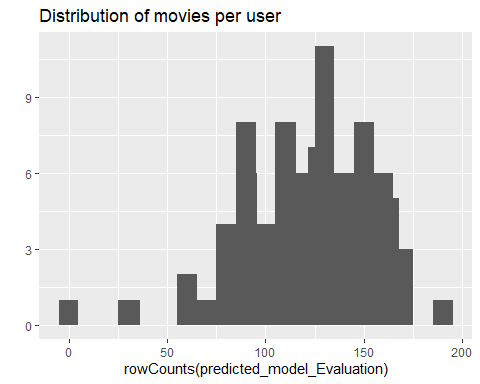 Distribution of movies per user
9
6
3
0
0 50 100 150 200
rowCounts(predicted_model_Evaluation)